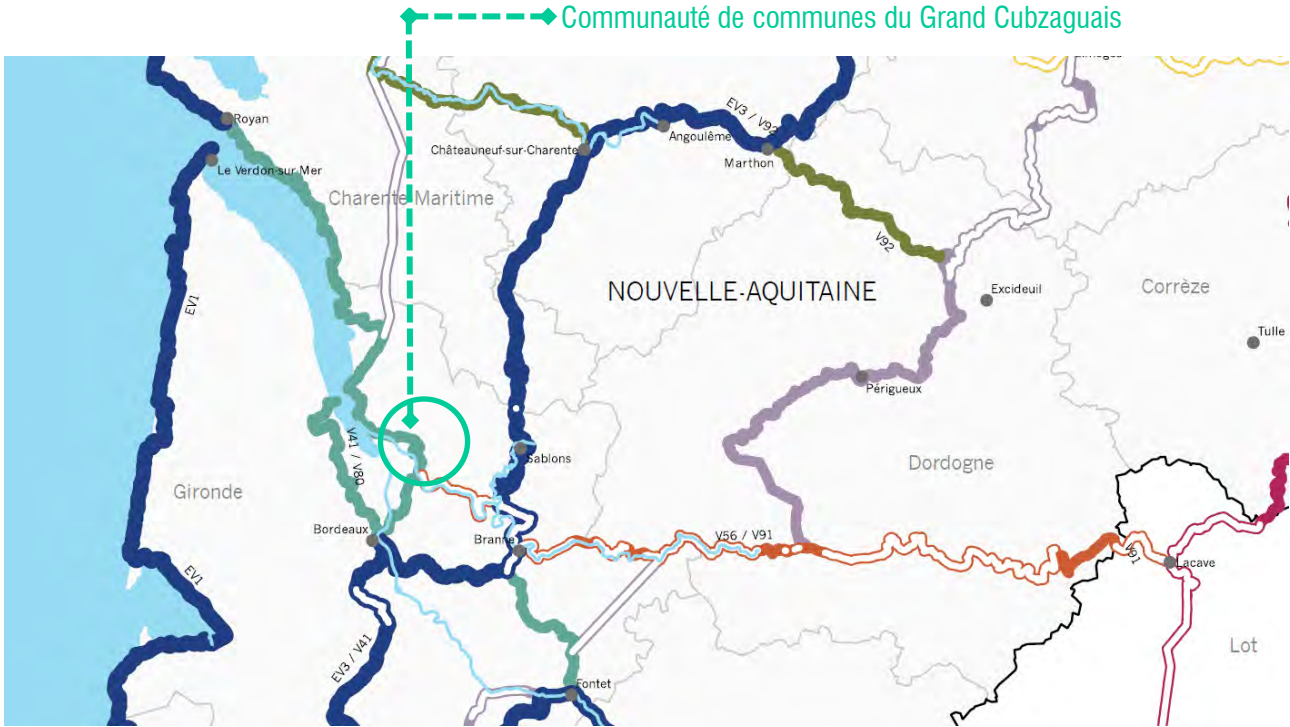 Communauté de communes du Grand Cubzaguais
Royan
EV3 / V92
Angoulême
Châteauneuf-sur-Charente
Marthon
Le Verdon-sur-Mer
Charente Maritime
V92
NOUVELLE-AQUITAINE
Excideuil
Corrèze
EV1
Tulle
Périgueux
V41 / V80
Sablons
Dordogne
Gironde
Bordeaux
Branne
V56 / V91
V91
Lacave
EV1
Lot
EV3 / V41
Fontet